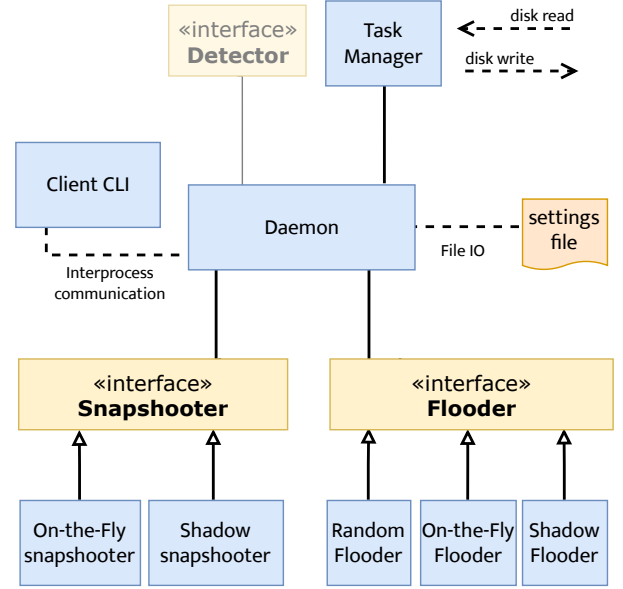 «interface»
Detector
Task
Manager
disk read
disk write
Client CLI
Daemon
settings
file
File IO
Interprocess
communication
«interface»
Snapshooter
«interface»
Flooder
On-the-Fly
snapshooter
Shadow
snapshooter
Random
Flooder
On-the-Fly
Flooder
Shadow
Flooder